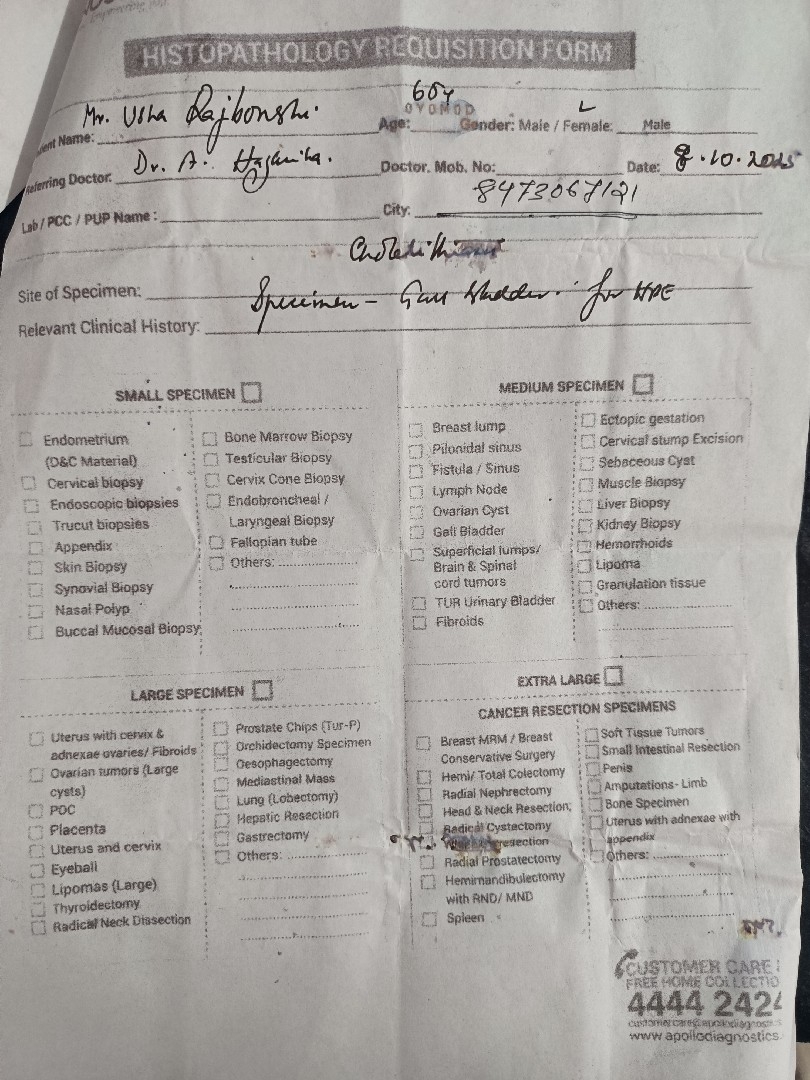 HISTOPATHOLOGY REQUISITION FORM
Mr. Usha Rajbonshi 60y
Name: Age: OYOMOD Gender: Male / Female: Male
Referring Doctor: Dr. A. Hazarika. Doctor. Mob. No: Date: 8.10.2025
Lab / PCC / PUP Name : City: 8473067121
Site of Specimen: Specimen - Gall bladder. for HPE
Relevant Clinical History:
SMALL SPECIMEN
Endometrium
(D&C Material)
Cervical biopsy
Endoscopic biopsies
Trucut biopsies
Appendix
Skin Biopsy
Synovial Biopsy
Nasal Polyp
Buccal Mucosal Biopsy
Bone Marrow Biopsy
Testicular Biopsy
Cervix Cone Biopsy
Endobroncheal /
Laryngeal Biopsy
Fallopian tube
Others:
MEDIUM SPECIMEN
Breast lump
Pilonidal sinus
Fistula / Sinus
Lymph Node
Ovarian Cyst
Gall Bladder
Superficial lumps/
Brain & Spinal
cord tumors
TUR Urinary Bladder
Fibroids
Ectopic gestation
Cervical stump Excision
Sebaceous Cyst
Muscle Biopsy
Liver Biopsy
Kidney Biopsy
Hemorrhoids
Lipoma
Granulation tissue
Others:
LARGE SPECIMEN
Uterus with cervix &
adnexae ovaries/ Fibroids
Ovarian tumors (Large
cysts)
POC
Placenta
Uterus and cervix
Eyeball
Lipomas (Large)
Thyroidectomy
Radical Neck Dissection
Prostate Chips (Tur-P)
Orchidectomy Specimen
Oesophagectomy
Mediastinal Mass
Lung (Lobectomy)
Hepatic Resection
Gastrectomy
Others:
EXTRA LARGE
CANCER RESECTION SPECIMENS
Breast MRM / Breast
Conservative Surgery
Hemi/ Total Colectomy
Radial Nephrectomy
Head & Neck Resection
Radical Cystectomy
resection
Radial Prostatectomy
Hemimandibulectomy
with RND/ MND
Spleen
Soft Tissue Tumors
Small Intestinal Resection
Penis
Amputations- Limb
Bone Specimen
Uterus with adnexae with
appendix
Others:
CUSTOMER CARE
FREE HOME COLLECTIO
4444 2424
www.apollodiagnostics